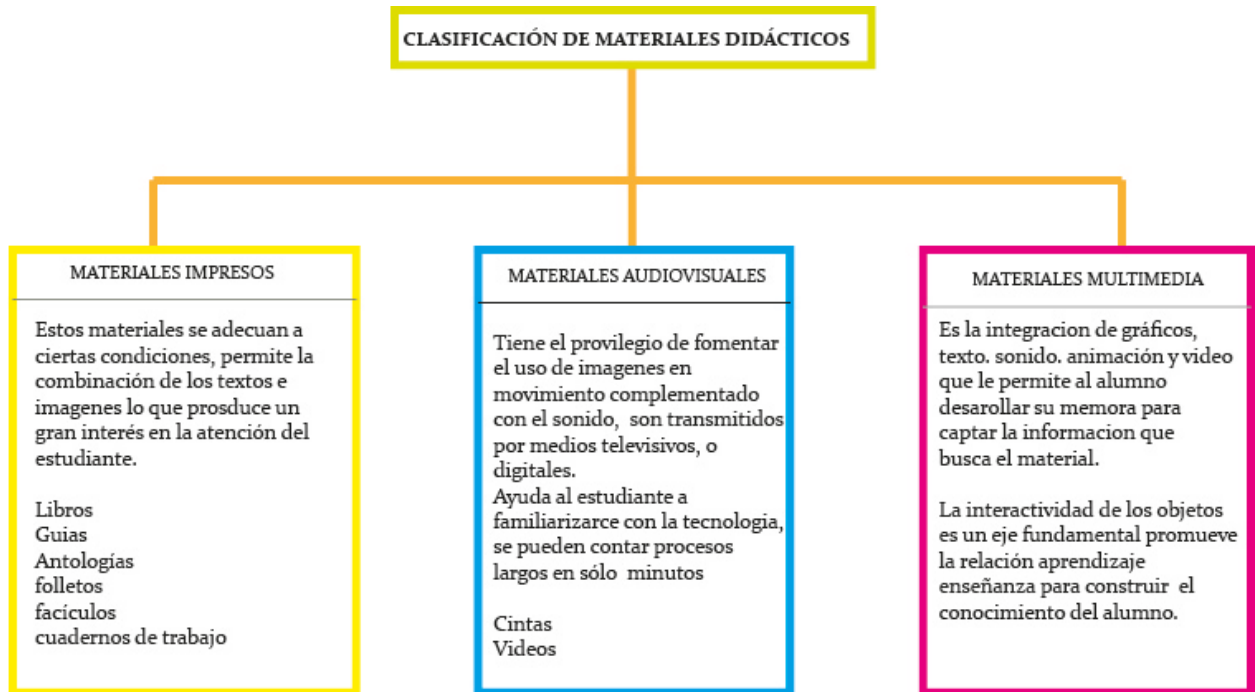 CLASIFICACIÓN DE MATERIALES DIDÁCTICOS
MATERIALES IMPRESOS
Estos materiales se adecuan a
ciertas condiciones, permite la
combinación de los textos e
imagenes lo que prosduce un
gran interés en la atención del
estudiante.
Libros
Guias
Antologías
folletos
facículos
cuadernos de trabajo
MATERIALES AUDIOVISUALES
Tiene el provilegio de fomentar
el uso de imagenes en
movimiento complementado
con el sonido, son transmitidos
por medios televisivos, o
digitales.
Ayuda al estudiante a
familiarizarce con la tecnologia,
se pueden contar procesos
largos en sólo minutos
Cintas
Videos
MATERIALES MULTIMEDIA
Es la integracion de gráficos,
texto. sonido. animación y video
que le permite al alumno
desarollar su memora para
captar la informacion que
busca el material.
La interactividad de los objetos
es un eje fundamental promueve
la relación aprendizaje
enseñanza para construir el
conocimiento del alumno.